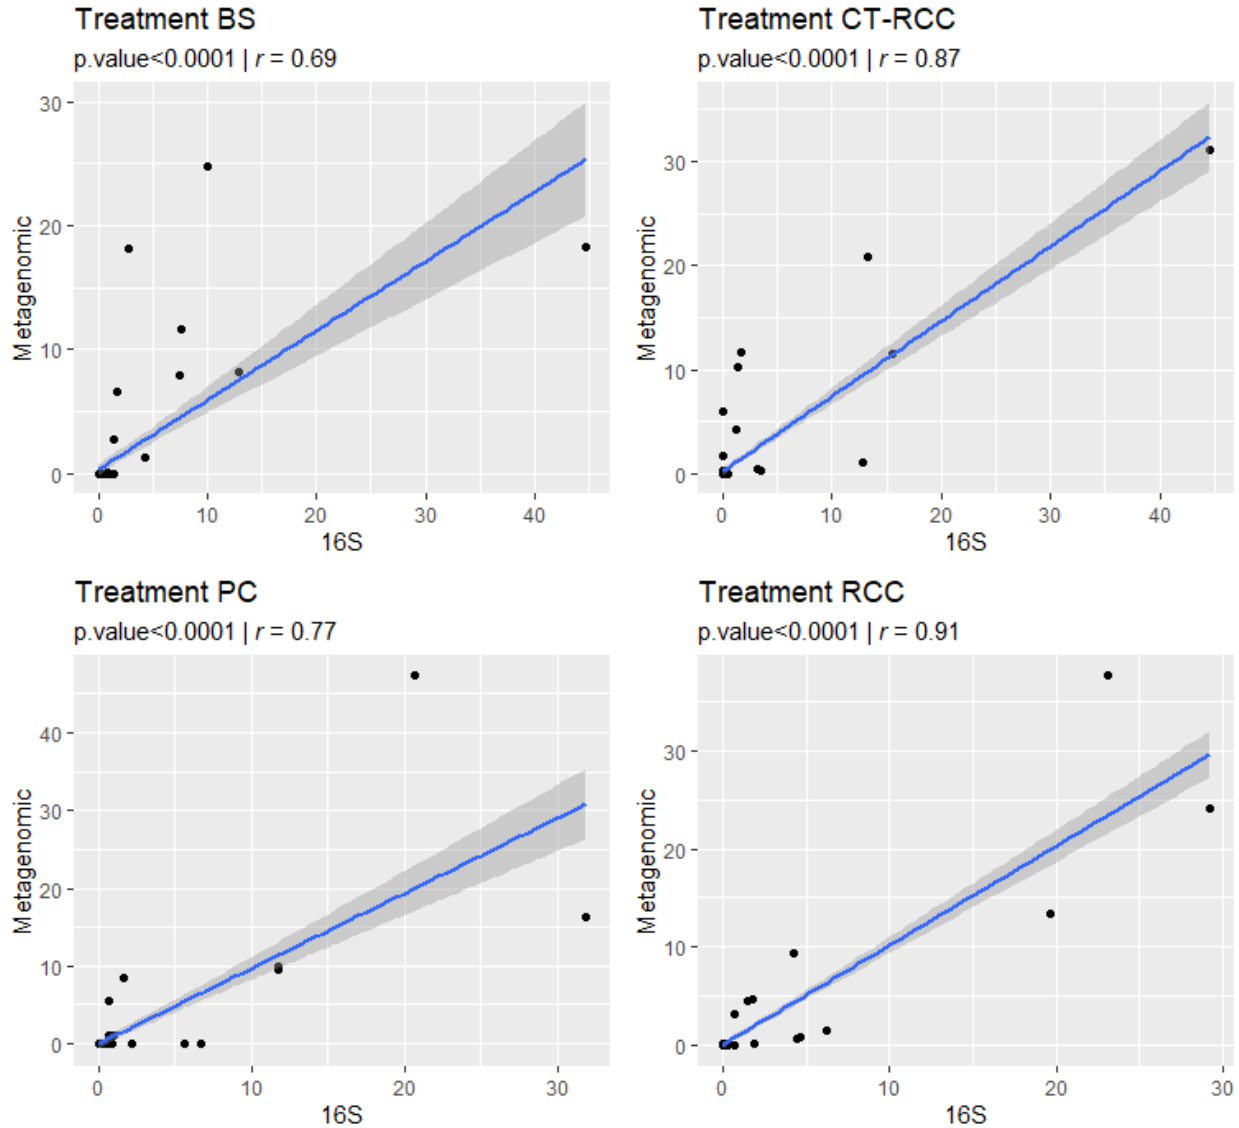 Treatment BS
p.value<0.0001 | r = 0.69
30
20
10
0
Metagenomic
0 10 20 30 40
16S
Treatment CT-RCC
p.value<0.0001 | r = 0.87
30
20
10
0
Metagenomic
0 10 20 30 40
16S
Treatment PC
p.value<0.0001 | r = 0.77
40
30
20
10
0
Metagenomic
0 10 20 30
16S
Treatment RCC
p.value<0.0001 | r = 0.91
30
20
10
0
Metagenomic
0 10 20 30
16S